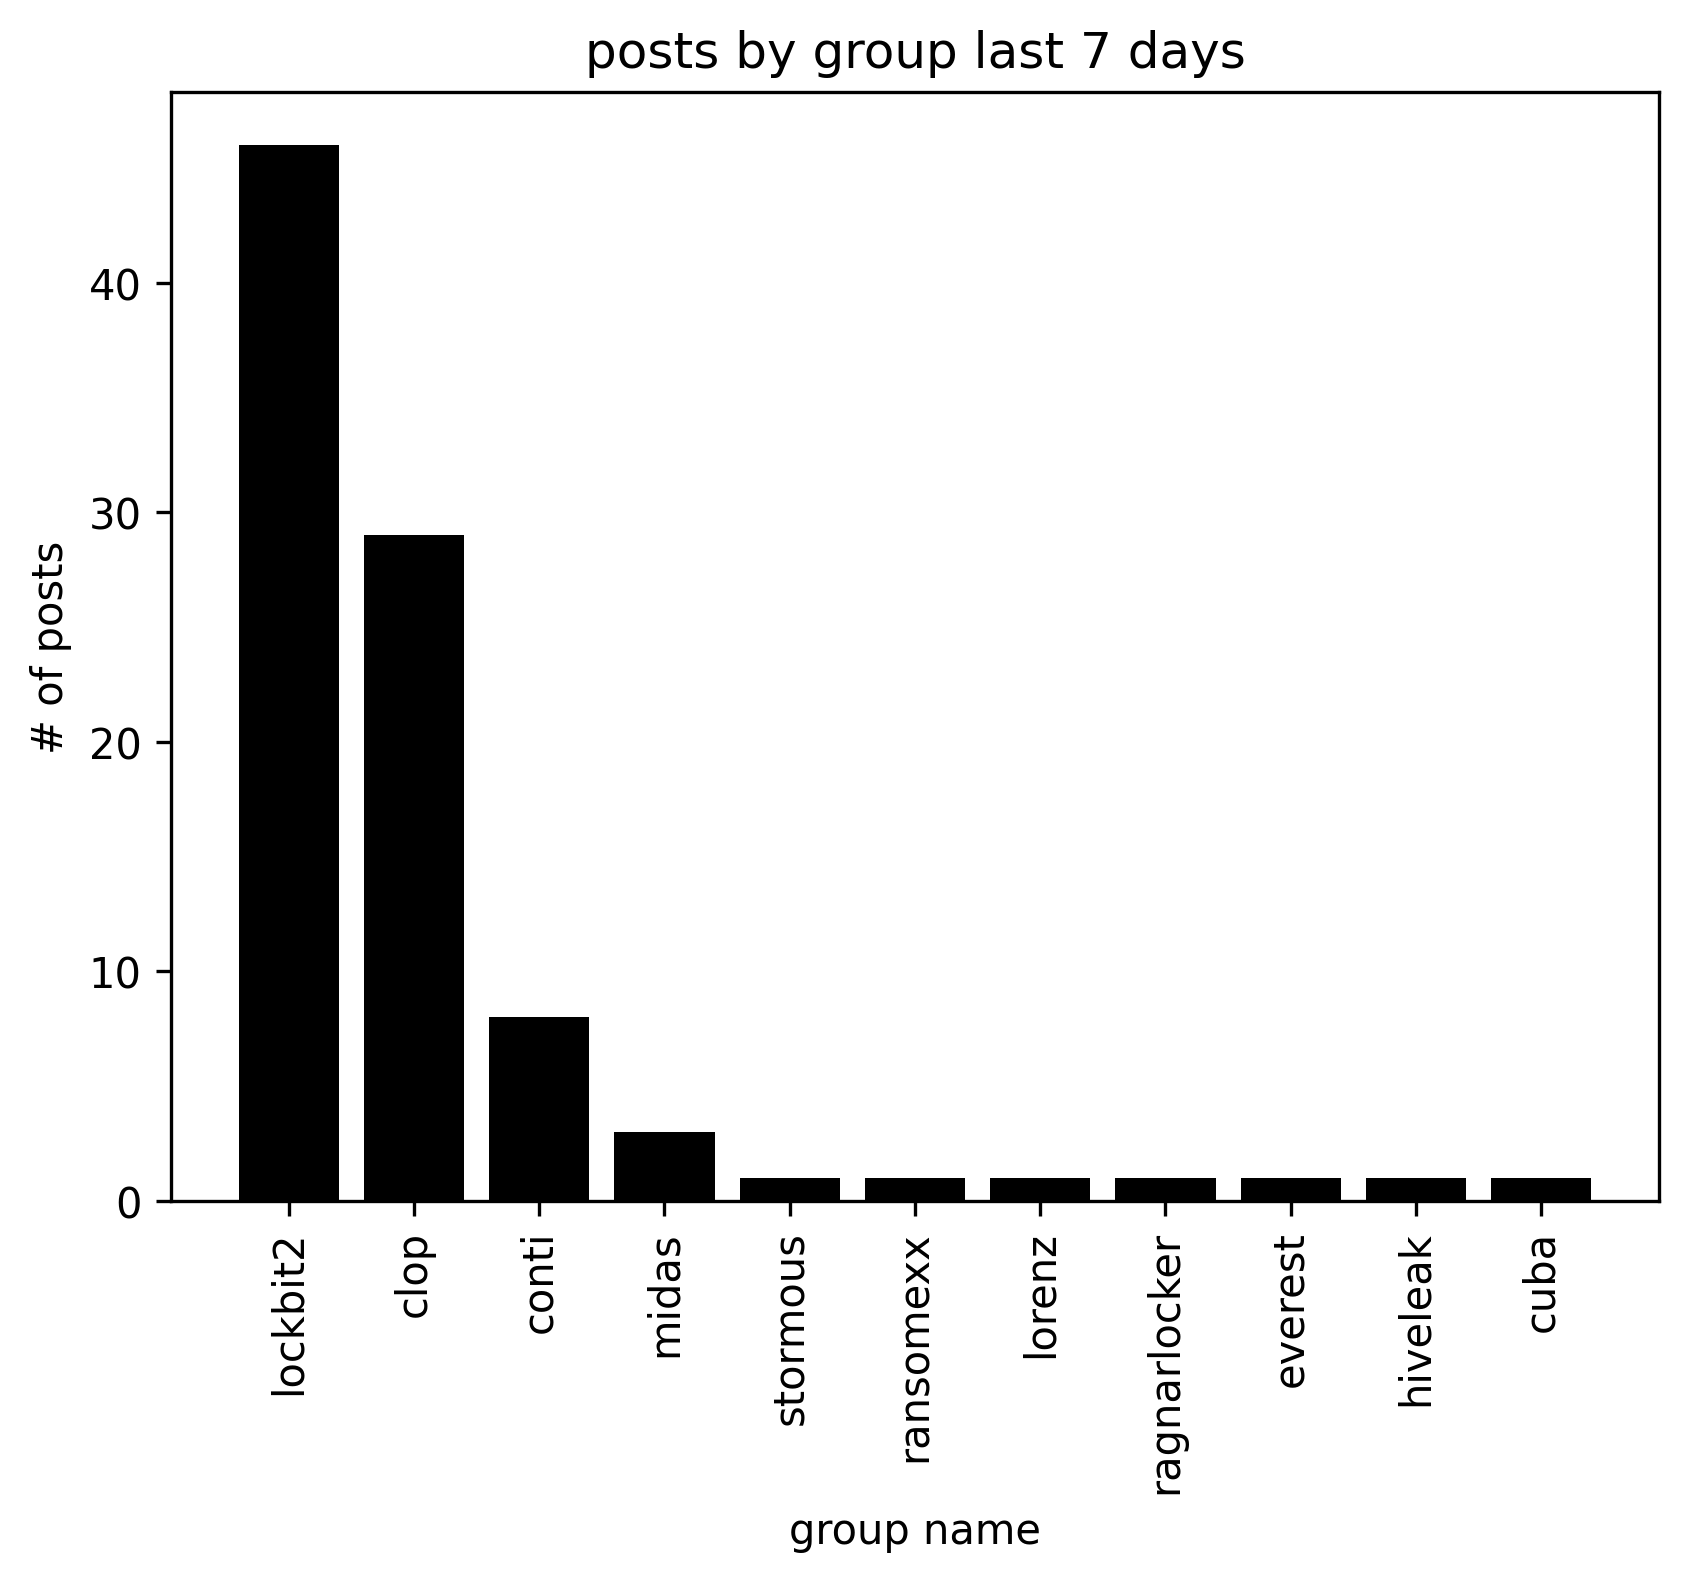 posts by group last 7 days
# of posts
40
30
20
10
0
lockbit2
clop
conti
midas
stormous
ransomexx
lorenz
ragnarlocker
everest
hiveleak
cuba
group name